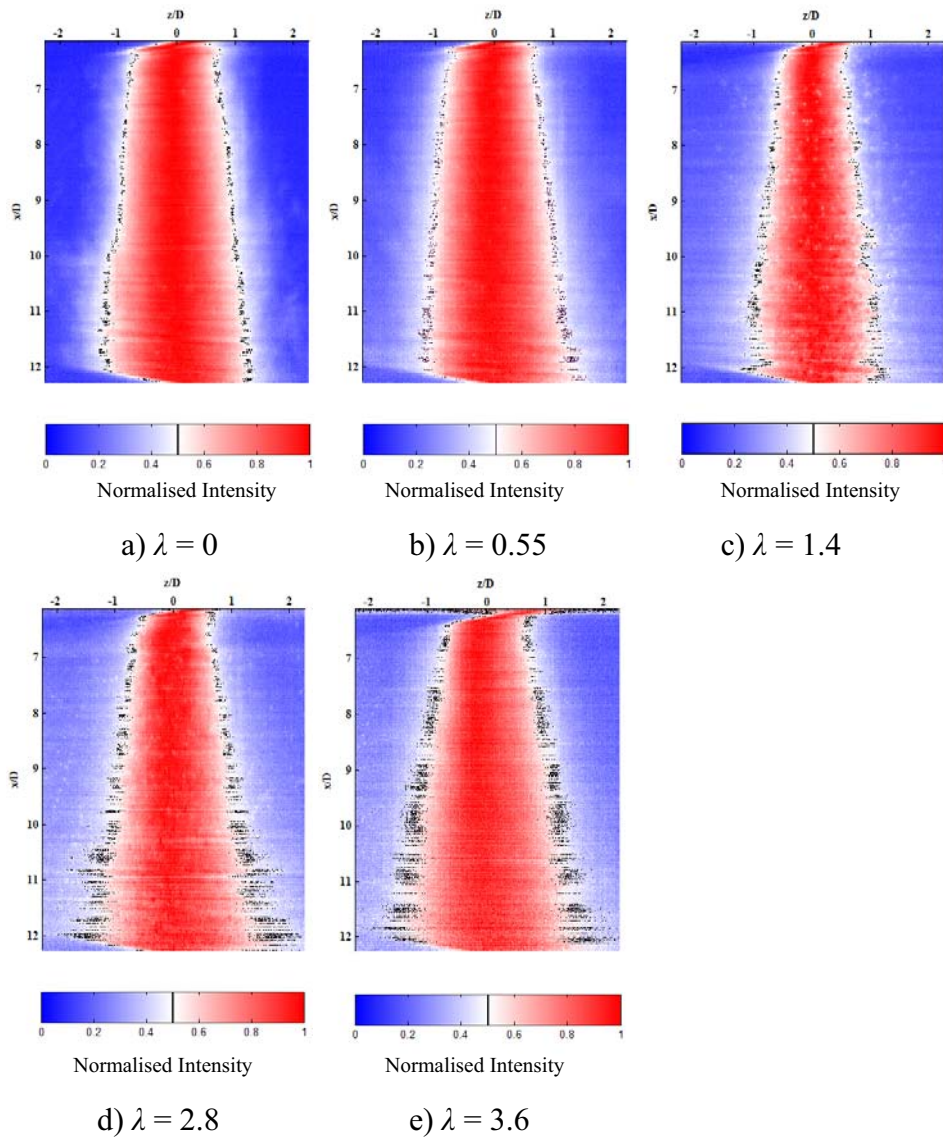 z/D z/D z/D
-2 -1 0 1 2 -2 -1 0 1 2 -2 -1 0 1 2
x/D x/D x/D
7 7 7
8 8 8
9 9 9
10 10 10
11 11 11
12 12 12
0 0.2 0.4 0.6 0.8 1 0 0.2 0.4 0.6 0.8 1 0 0.2 0.4 0.6 0.8
Normalised Intensity Normalised Intensity Normalised Intensity
a) λ = 0 b) λ = 0.55 c) λ = 1.4
z/D z/D
-2 -1 0 1 2 -2 -1 0 1 2
x/D x/D
7 7
8 8
9 9
10 10
11 11
12 12
0 0.2 0.4 0.6 0.8 1 0 0.2 0.4 0.6 0.8 1
Normalised Intensity Normalised Intensity
d) λ = 2.8 e) λ = 3.6